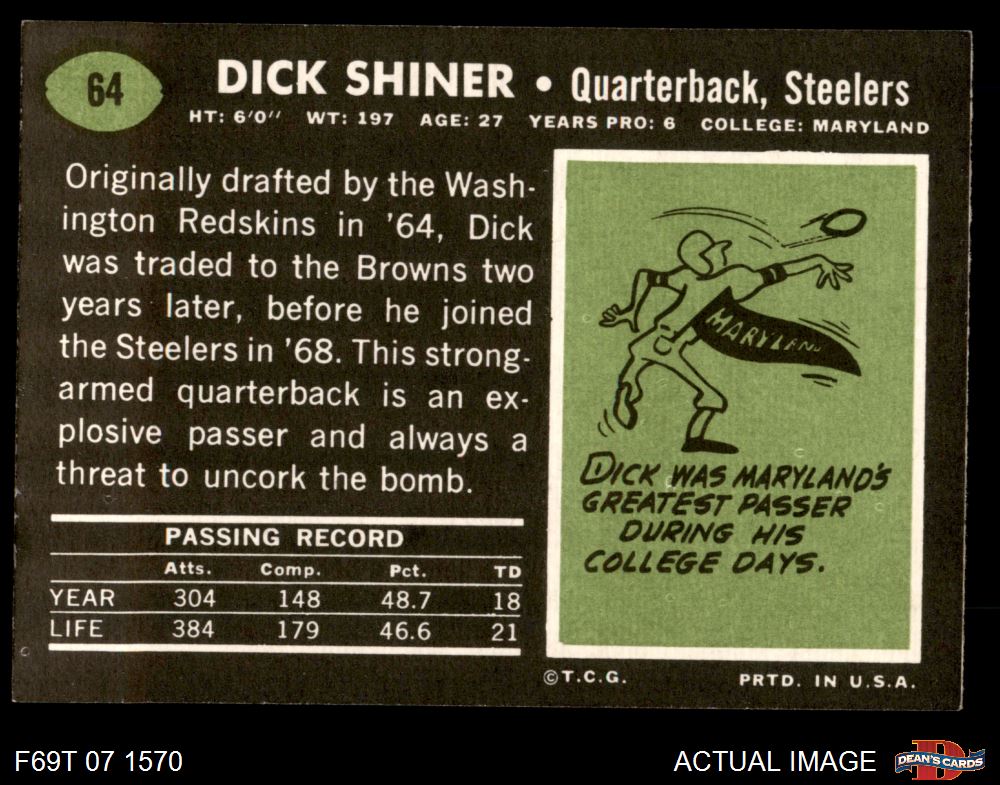 64
DICK SHINER • Quarterback, Steelers
HT: 6'0" WT: 197 AGE: 27 YEARS PRO: 6 COLLEGE: MARYLAND
Originally drafted by the Wash-
ington Redskins in '64, Dick
was traded to the Browns two
years later, before he joined
the Steelers in '68. This strong-
armed quarterback is an ex-
plosive passer and always a
threat to uncork the bomb.
PASSING RECORD
Atts. Comp. Pct. TD
YEAR 304 148 48.7 18
LIFE 384 179 46.6 21
MARYLAND
DICK WAS MARYLAND'S
GREATEST PASSER
DURING HIS
COLLEGE DAYS.
©T.C.G. PRTD. IN U.S.A.
F69T 07 1570
ACTUAL IMAGE
D
DEAN'S CARDS